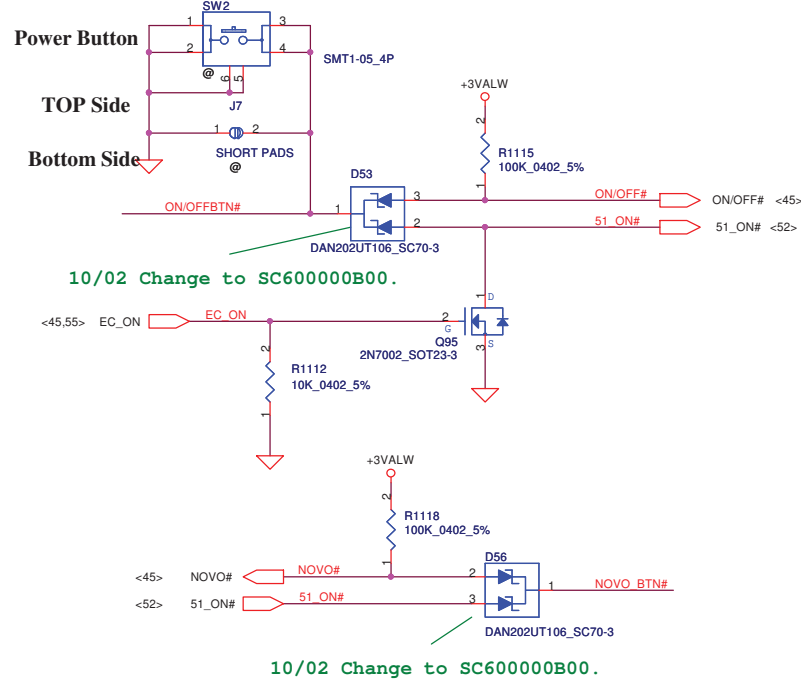 SW2
1
3
Power Button
2
4
SMT1-05_4P
@
6
5
TOP Side
J7
1
2
Bottom Side
SHORT PADS
@
+3VALW
2
R1115
100K_0402_5%
1
D53
ON/OFFBTN#
1
3
ON/OFF#
ON/OFF# <45>
2
51_ON#
51_ON# <52>
DAN202UT106_SC70-3
10/02 Change to SC600000B00.
1
D
<45,55> EC_ON
EC_ON
2
G
Q95
3
S
2N7002_SOT23-3
2
R1112
10K_0402_5%
1
+3VALW
2
R1118
100K_0402_5%
1
D56
<45> NOVO#
NOVO#
2
1
NOVO_BTN#
<52> 51_ON#
51_ON#
3
DAN202UT106_SC70-3
10/02 Change to SC600000B00.